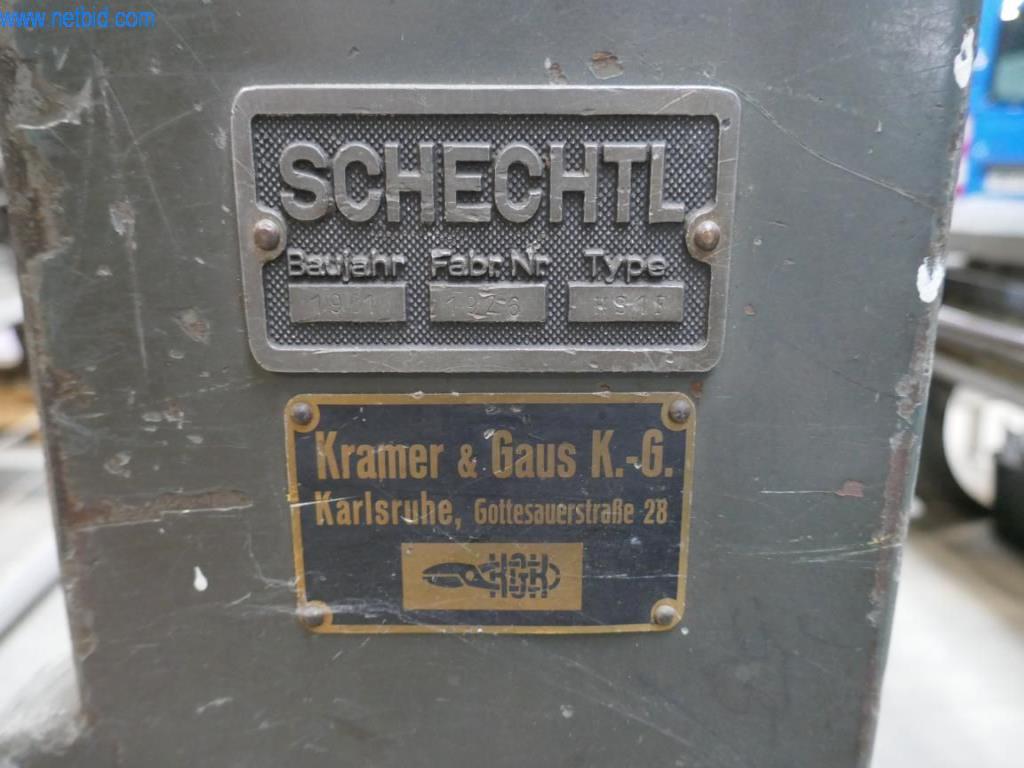 www.netbid.com
SCHECHTL
Baujahr Fabr. Nr. Type
Kramer & Gaus K.-G.
Karlsruhe, Gottesauerstraße 28